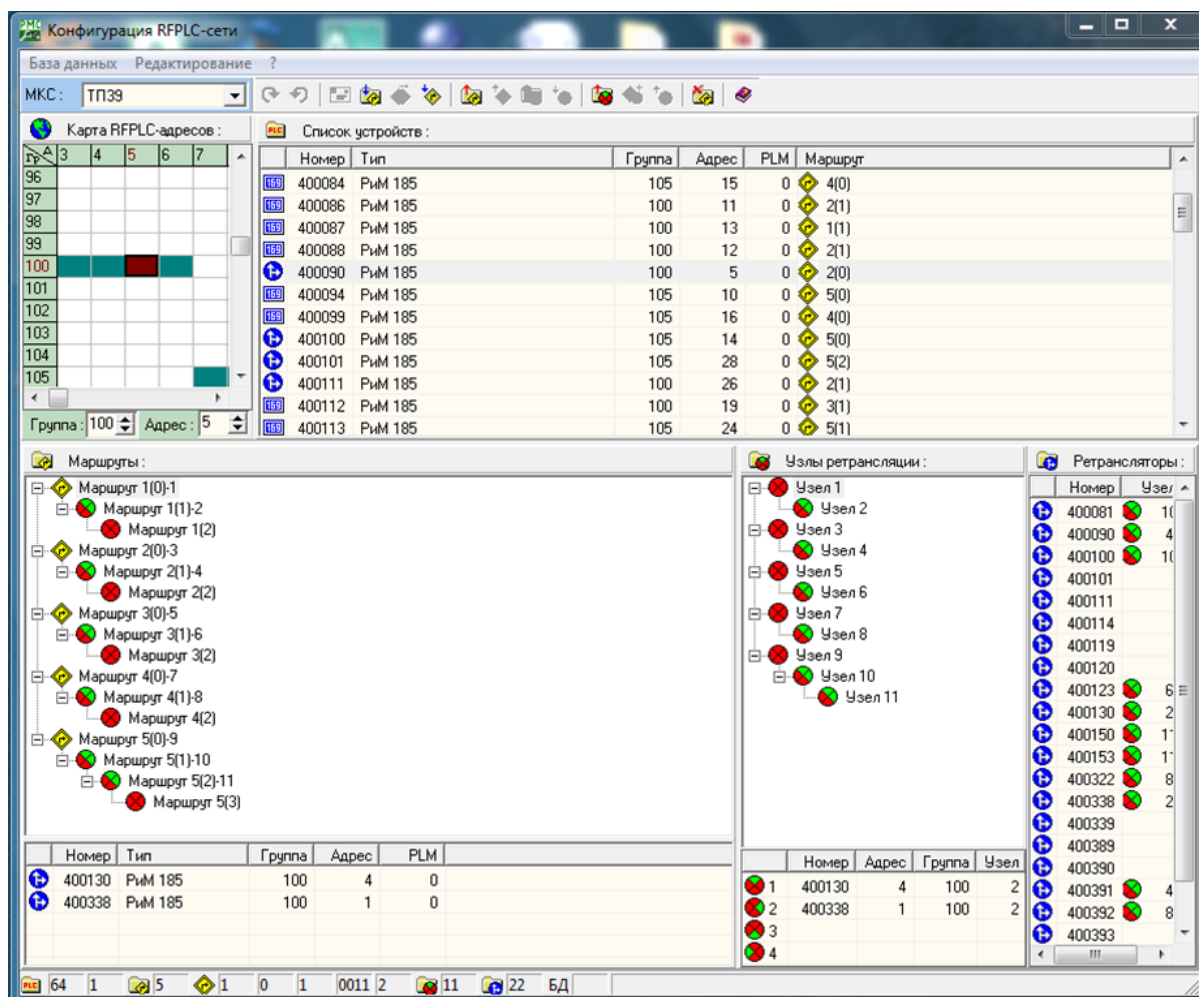 Конфигурация RFPLC-сети
База данных Редактирование ?
МКС : ТП39
Карта RFPLC-адресов :
Гр А 3 4 5 6 7
96
97
98
99
100
101
102
103
104
105
Группа : 100 Адрес : 5
Список устройств :
Номер Тип Группа Адрес PLM Маршрут
400084 РиМ 185 105 15 0 4(0)
400086 РиМ 185 100 11 0 2(1)
400087 РиМ 185 100 13 0 1(1)
400088 РиМ 185 100 12 0 2(1)
400090 РиМ 185 100 5 0 2(0)
400094 РиМ 185 105 10 0 5(0)
400099 РиМ 185 105 16 0 4(0)
400100 РиМ 185 105 14 0 5(0)
400101 РиМ 185 105 28 0 5(2)
400111 РиМ 185 100 26 0 2(1)
400112 РиМ 185 100 19 0 3(1)
400113 РиМ 185 105 24 0 5(1)
Маршруты :
Маршрут 1(0)-1
Маршрут 1(1)-2
Маршрут 1(2)
Маршрут 2(0)-3
Маршрут 2(1)-4
Маршрут 2(2)
Маршрут 3(0)-5
Маршрут 3(1)-6
Маршрут 3(2)
Маршрут 4(0)-7
Маршрут 4(1)-8
Маршрут 4(2)
Маршрут 5(0)-9
Маршрут 5(1)-10
Маршрут 5(2)-11
Маршрут 5(3)
Номер Тип Группа Адрес PLM
400130 РиМ 185 100 4 0
400338 РиМ 185 100 1 0
Узлы ретрансляции :
Узел 1
Узел 2
Узел 3
Узел 4
Узел 5
Узел 6
Узел 7
Узел 8
Узел 9
Узел 10
Узел 11
Номер Адрес Группа Узел
1 400130 4 100 2
2 400338 1 100 2
3
4
Ретрансляторы :
Номер
400081
400090 4
400100
400101
400111
400114
400119
400120
400123 6
400130 2
400150
400153
400322 8
400338 2
400339
400389
400390
400391 4
400392 8
400393
64 1 5 1 0 1 0011 2 11 22 БД